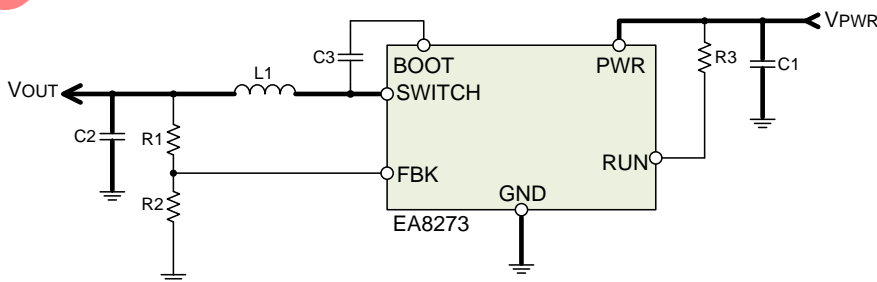 VPWR
C3
L1
BOOT
PWR
R3
C1
VOUT
SWITCH
C2
R1
RUN
FBK
R2
GND
EA8273